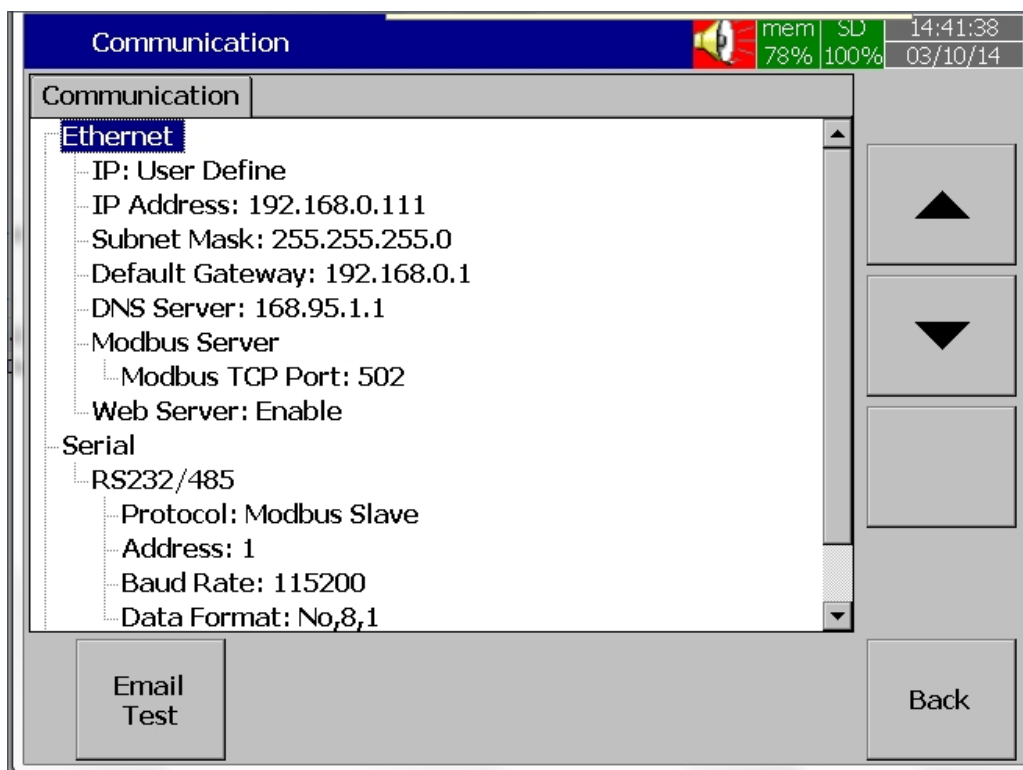 Communication
mem SD 14:41:38
78% 100% 03/10/14
Communication
Ethernet
IP: User Define
IP Address: 192.168.0.111
Subnet Mask: 255.255.255.0
Default Gateway: 192.168.0.1
DNS Server: 168.95.1.1
Modbus Server
Modbus TCP Port: 502
Web Server: Enable
Serial
RS232/485
Protocol: Modbus Slave
Address: 1
Baud Rate: 115200
Data Format: No,8,1
Email
Test
Back